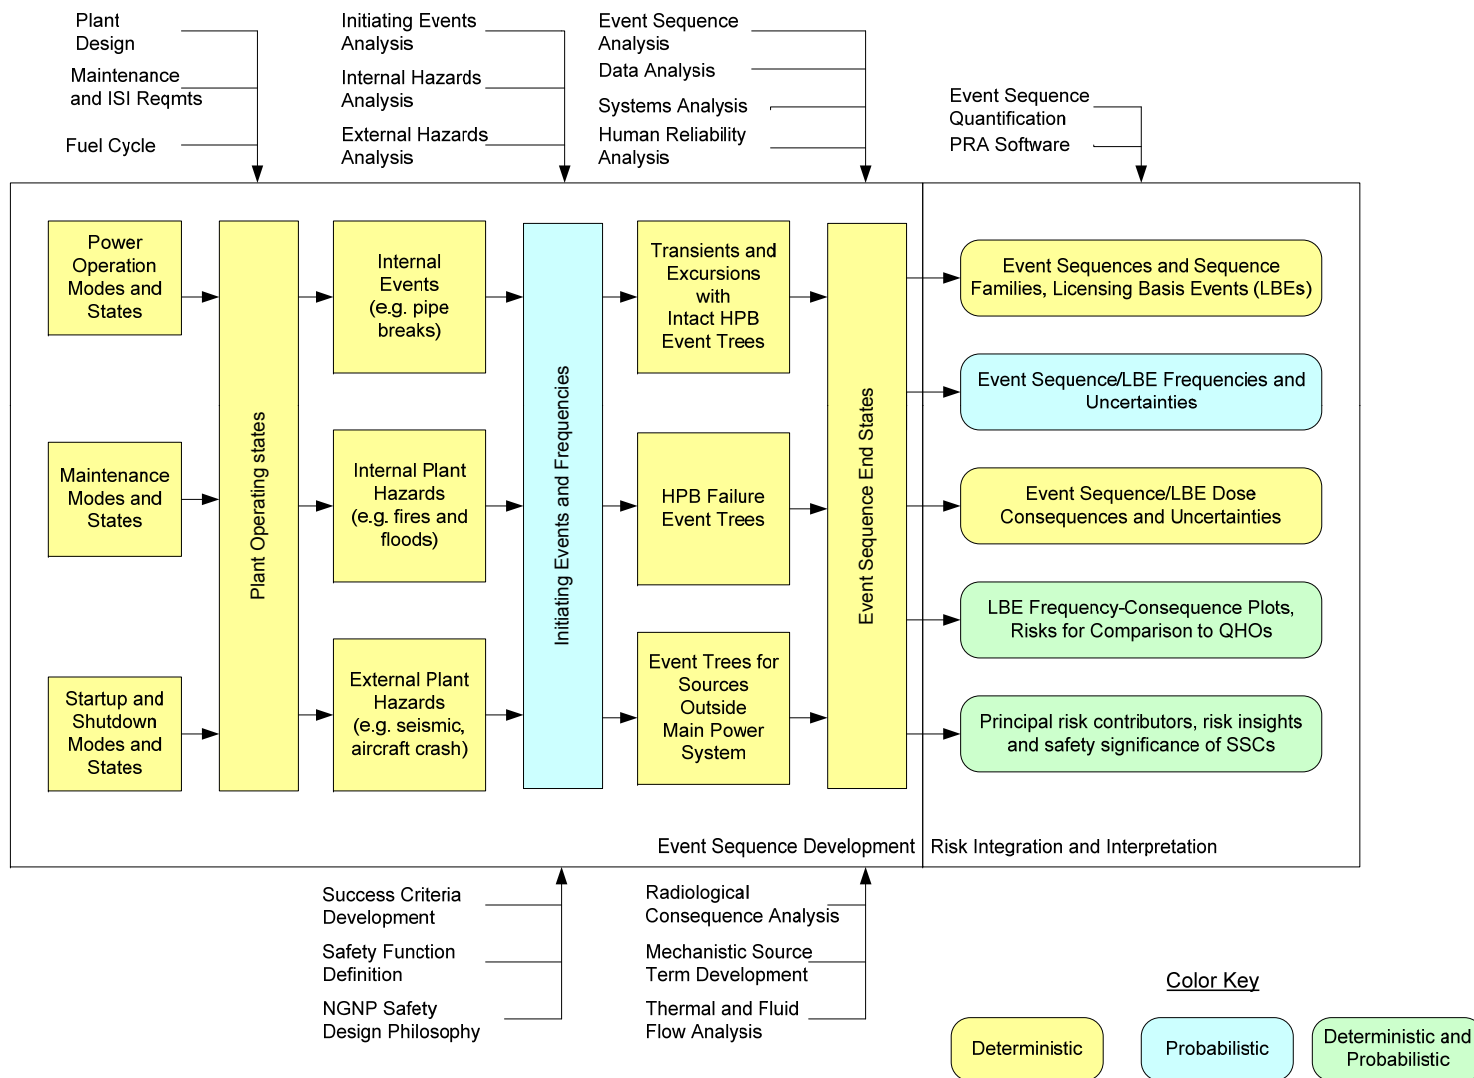 Plant
Design
Maintenance
and ISI Reqmts
Fuel Cycle
Initiating Events
Analysis
Internal Hazards
Analysis
External Hazards
Analysis
Event Sequence
Analysis
Data Analysis
Systems Analysis
Human Reliability
Analysis
Event Sequence
Quantification
PRA Software
Power
Operation
Modes and
States
Maintenance
Modes and
States
Startup and
Shutdown
Modes and
States
Plant Operating states
Internal
Events
(e.g. pipe
breaks)
Internal Plant
Hazards
(e.g. fires and
floods)
External Plant
Hazards
(e.g. seismic,
aircraft crash)
Initiating Events and Frequencies
Transients and
Excursions
with
Intact HPB
Event Trees
HPB Failure
Event Trees
Event Trees for
Sources
Outside
Main Power
System
Event Sequence End States
Event Sequences and Sequence
Families, Licensing Basis Events (LBEs)
Event Sequence/LBE Frequencies and
Uncertainties
Event Sequence/LBE Dose
Consequences and Uncertainties
LBE Frequency-Consequence Plots,
Risks for Comparison to QHOs
Principal risk contributors, risk insights
and safety significance of SSCs
Event Sequence Development
Risk Integration and Interpretation
Success Criteria
Development
Safety Function
Definition
NGNP Safety
Design Philosophy
Radiological
Consequence Analysis
Mechanistic Source
Term Development
Thermal and Fluid
Flow Analysis
Color Key
Deterministic
Probabilistic
Deterministic and
Probabilistic